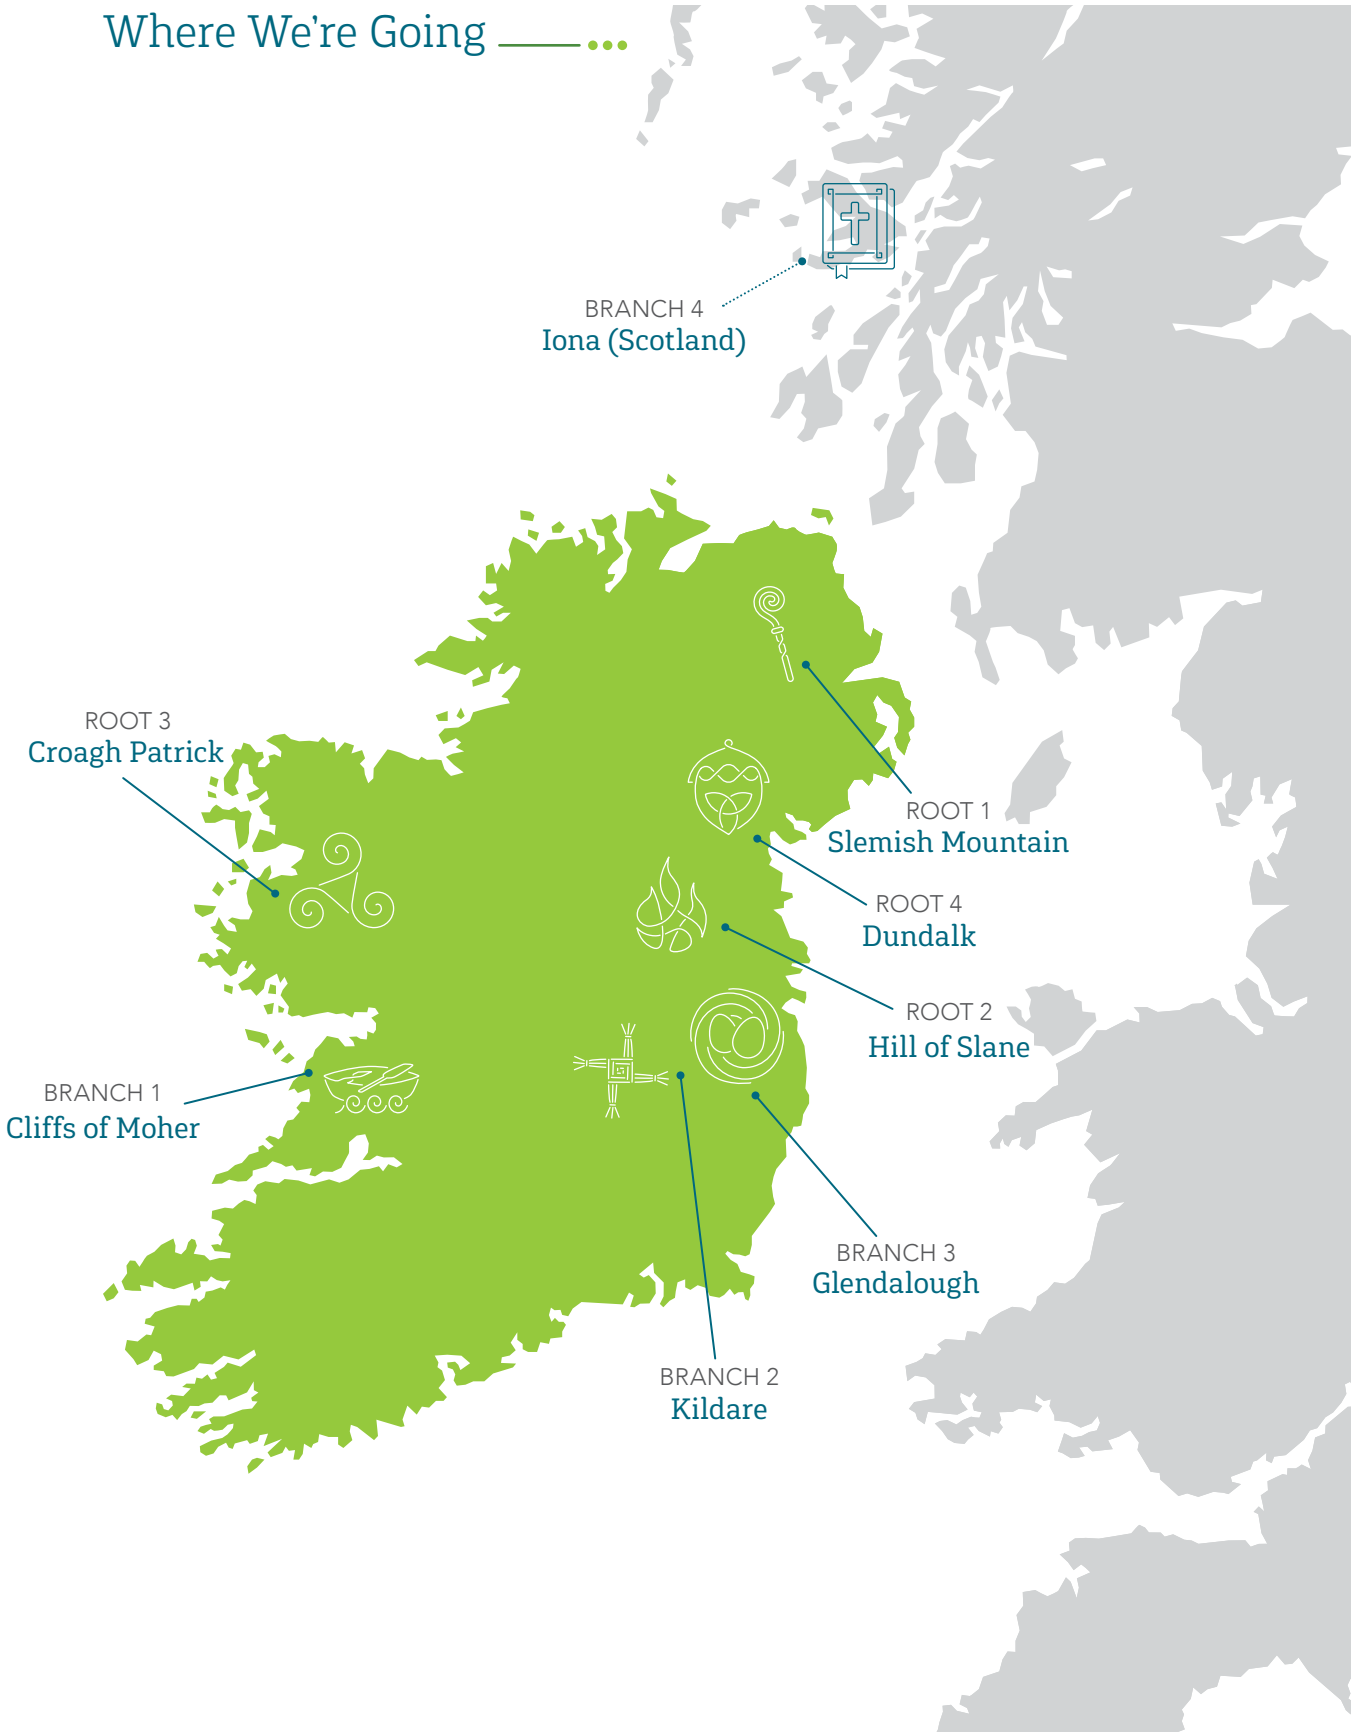 Where We're Going
BRANCH 4
Iona (Scotland)
ROOT 3
Croagh Patrick
ROOT 1
Slemish Mountain
ROOT 4
Dundalk
ROOT 2
Hill of Slane
BRANCH 1
Cliffs of Moher
BRANCH 3
Glendalough
BRANCH 2
Kildare